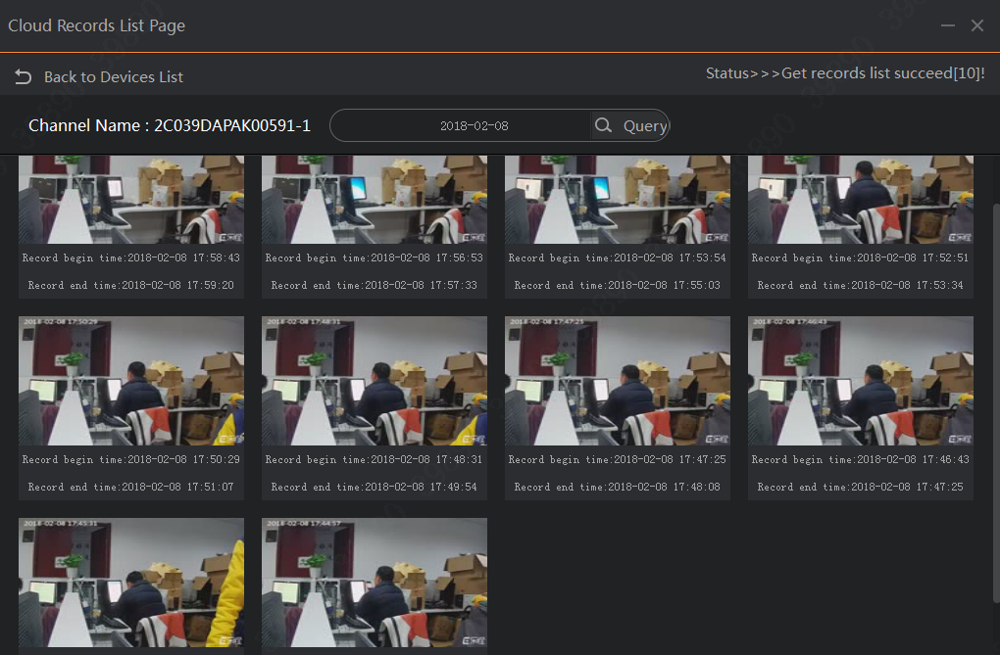 Cloud Records List Page
Back to Devices List
Status>>>Get records list succeed[10]!
Channel Name : 2C039DAPAK00591-1
2018-02-08
Query
Record begin time:2018-02-08 17:58:43
Record end time:2018-02-08 17:59:20
Record begin time:2018-02-08 17:56:53
Record end time:2018-02-08 17:57:33
Record begin time:2018-02-08 17:53:54
Record end time:2018-02-08 17:55:03
Record begin time:2018-02-08 17:52:51
Record end time:2018-02-08 17:53:34
2018-02-08 17:50:29
2018-02-08 17:48:31
2018-02-08 17:47:25
2018-02-08 17:46:43
Record begin time:2018-02-08 17:50:29
Record end time:2018-02-08 17:51:07
Record begin time:2018-02-08 17:48:31
Record end time:2018-02-08 17:49:54
Record begin time:2018-02-08 17:47:25
Record end time:2018-02-08 17:48:08
Record begin time:2018-02-08 17:46:43
Record end time:2018-02-08 17:47:25
2018-02-08 17:45:31
2018-02-08 17:44:57